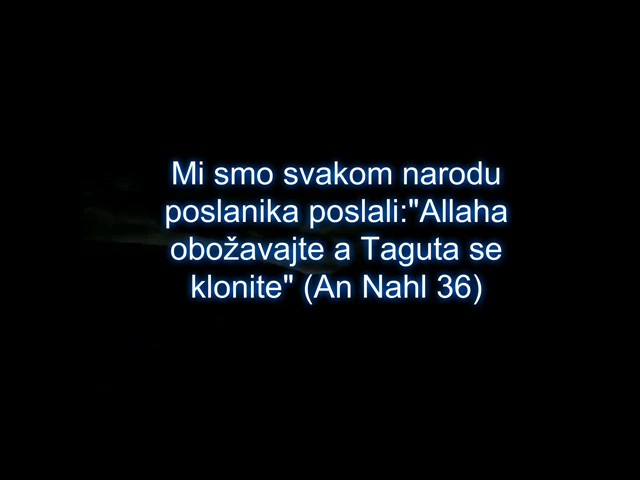 Mi smo svakom narodu
poslanika poslali:"Allaha
obožavajte a Taguta se
klonite" (An Nahl 36)